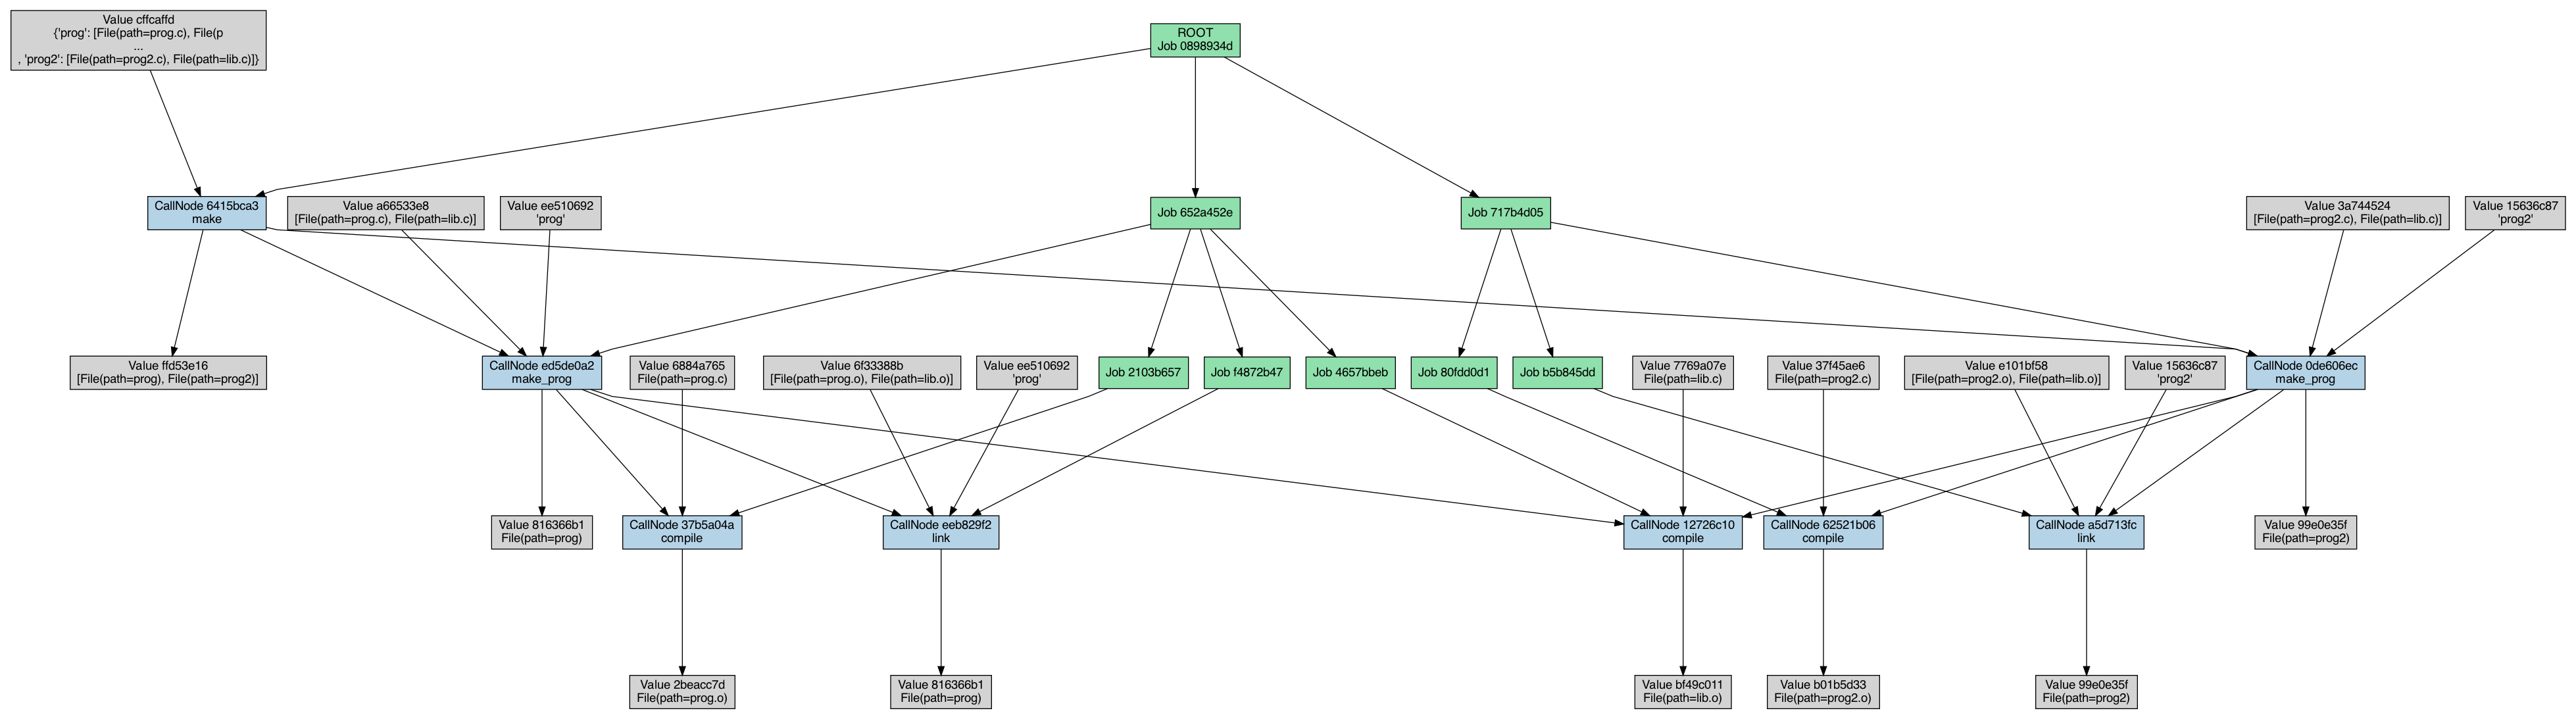 Value cffcaffd
{'prog': [File(path=prog.c), File(p
...
, 'prog2': [File(path=prog2.c), File(path=lib.c)]}
ROOT
Job 0898934d
CallNode 6415bca3
make
Value a66533e8
[File(path=prog.c), File(path=lib.c)]
Value ee510692
'prog'
Job 652a452e
Job 717b4d05
Value 3a744524
[File(path=prog2.c), File(path=lib.c)]
Value 15636c87
'prog2'
Value ffd53e16
[File(path=prog), File(path=prog2)]
CallNode ed5de0a2
make_prog
Value 6884a765
File(path=prog.c)
Value 6f33388b
[File(path=prog.o), File(path=lib.o)]
Value ee510692
'prog'
Job 2103b657
Job f4872b47
Job 4657bbeb
Job 80fdd0d1
Job b5b845dd
Value 7769a07e
File(path=lib.c)
Value 37f45ae6
File(path=prog2.c)
Value e101bf58
[File(path=prog2.o), File(path=lib.o)]
Value 15636c87
'prog2'
CallNode 0de606ec
make_prog
Value 816366b1
File(path=prog)
CallNode 37b5a04a
compile
CallNode eeb829f2
link
CallNode 12726c10
compile
CallNode 62521b06
compile
CallNode a5d713fc
link
Value 99e0e35f
File(path=prog2)
Value 2beacc7d
File(path=prog.o)
Value 816366b1
File(path=prog)
Value bf49c011
File(path=lib.o)
Value b01b5d33
File(path=prog2.o)
Value 99e0e35f
File(path=prog2)